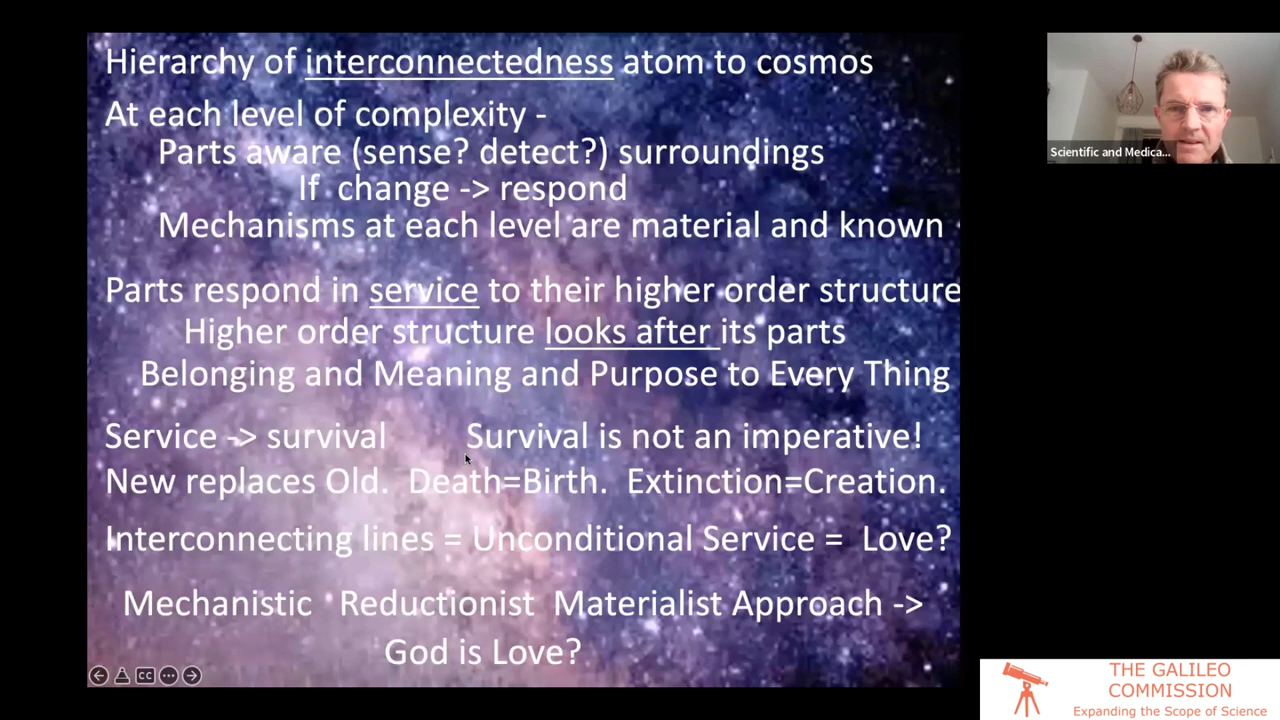 Hierarchy of interconnectedness atom to cosmos
At each level of complexity -
Parts aware (sense? detect?) surroundings
If change -> respond
Mechanisms at each level are material and known
Parts respond in service to their higher order structure
Higher order structure looks after its parts
Belonging and Meaning and Purpose to Every Thing
Service -> survival Survival is not an imperative!
New replaces Old. Death=Birth. Extinction=Creation.
Interconnecting lines = Unconditional Service = Love?
Mechanistic Reductionist Materialist Approach ->
God is Love?
CC
Scientific and Medica...
THE GALILEO
COMMISSION
Expanding the Scope of Science